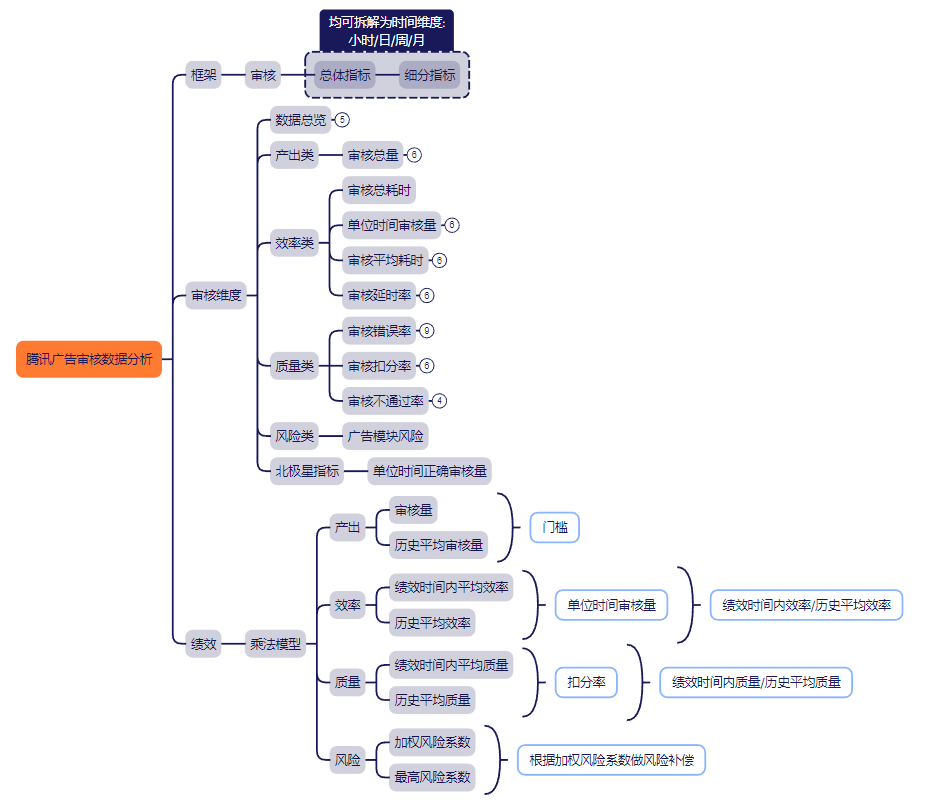 均可拆解为时间维度:
小时/日/周/月
框架
审核
总体指标
细分指标
数据总览
5
产出类
审核总量
6
审核总耗时
单位时间审核量
6
效率类
审核平均耗时
6
审核维度
审核延时率
6
审核错误率
9
腾讯广告审核数据分析
质量类
审核扣分率
6
审核不通过率
4
风险类
广告模块风险
北极星指标
单位时间正确审核量
审核量
产出
门槛
历史平均审核量
绩效时间内平均效率
效率
单位时间审核量
绩效时间内效率/历史平均效率
历史平均效率
绩效
乘法模型
绩效时间内平均质量
质量
扣分率
绩效时间内质量/历史平均质量
历史平均质量
加权风险系数
风险
根据加权风险系数做风险补偿
最高风险系数